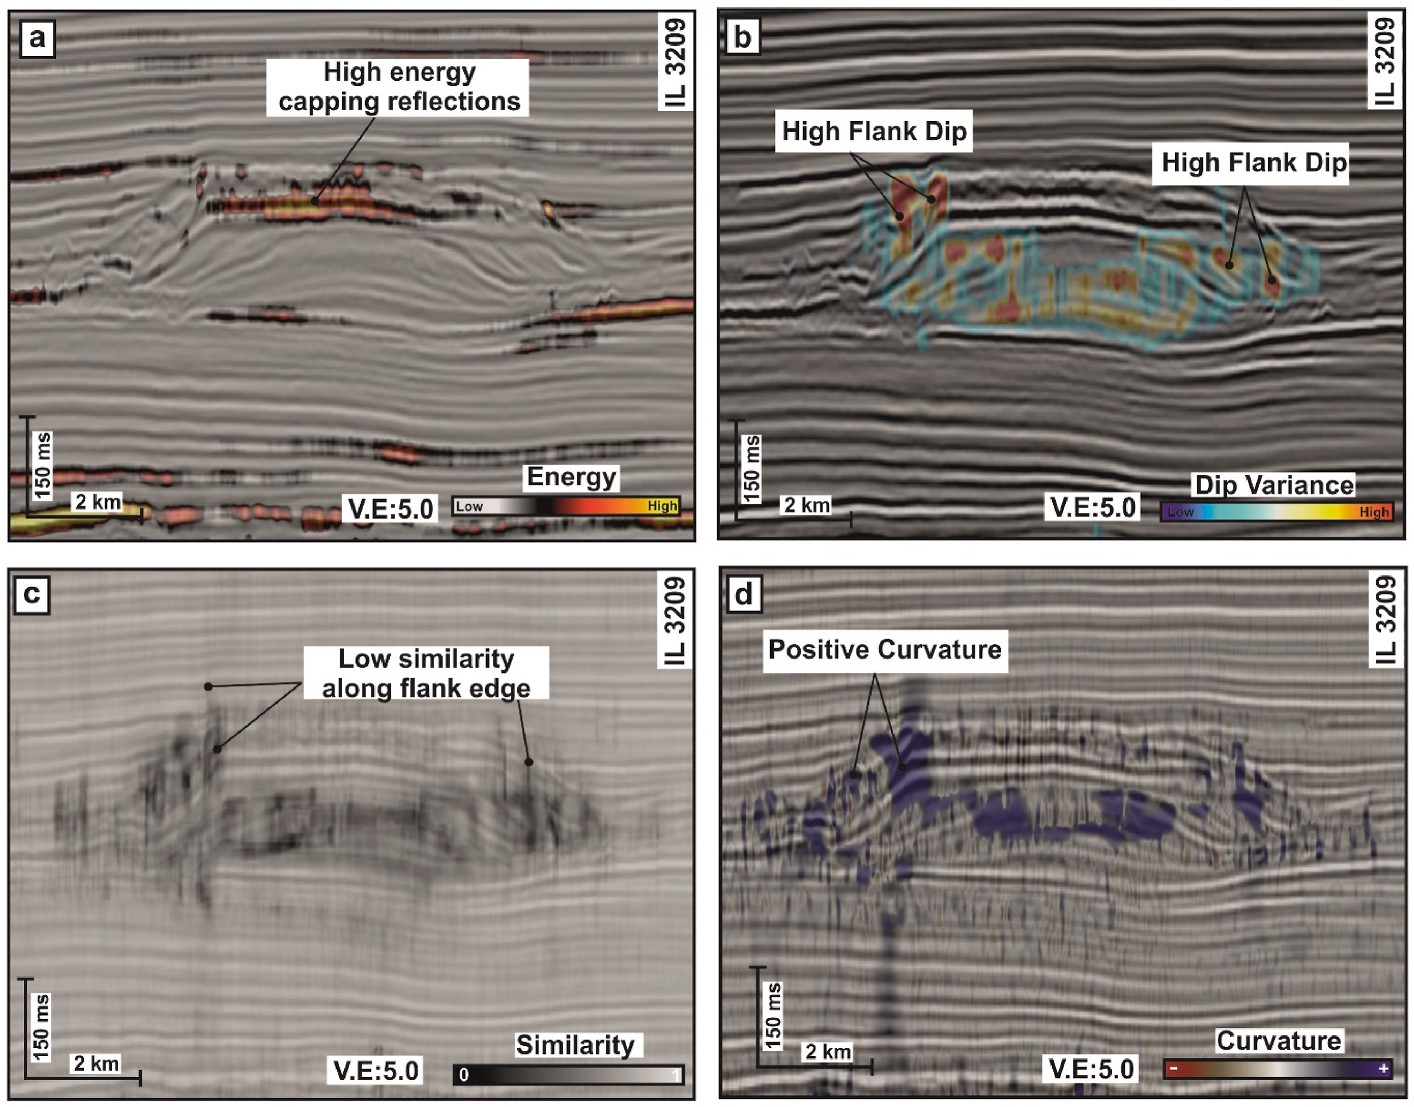 a
IL 3209
High energy
capping reflections
150 ms
2 km
V.E:5.0
Energy
Low
High
b
IL 3209
High Flank Dip
High Flank Dip
150 ms
2 km
V.E:5.0
Dip Variance
Low
High
c
IL 3209
Low similarity
along flank edge
150 ms
2 km
V.E:5.0
Similarity
0
1
d
IL 3209
Positive Curvature
150 ms
2 km
V.E:5.0
Curvature
-
+